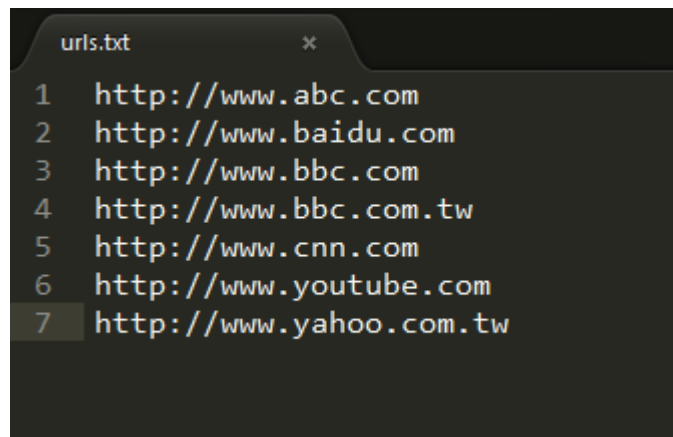 urls.txt ×
1 http://www.abc.com
2 http://www.baidu.com
3 http://www.bbc.com
4 http://www.bbc.com.tw
5 http://www.cnn.com
6 http://www.youtube.com
7 http://www.yahoo.com.tw